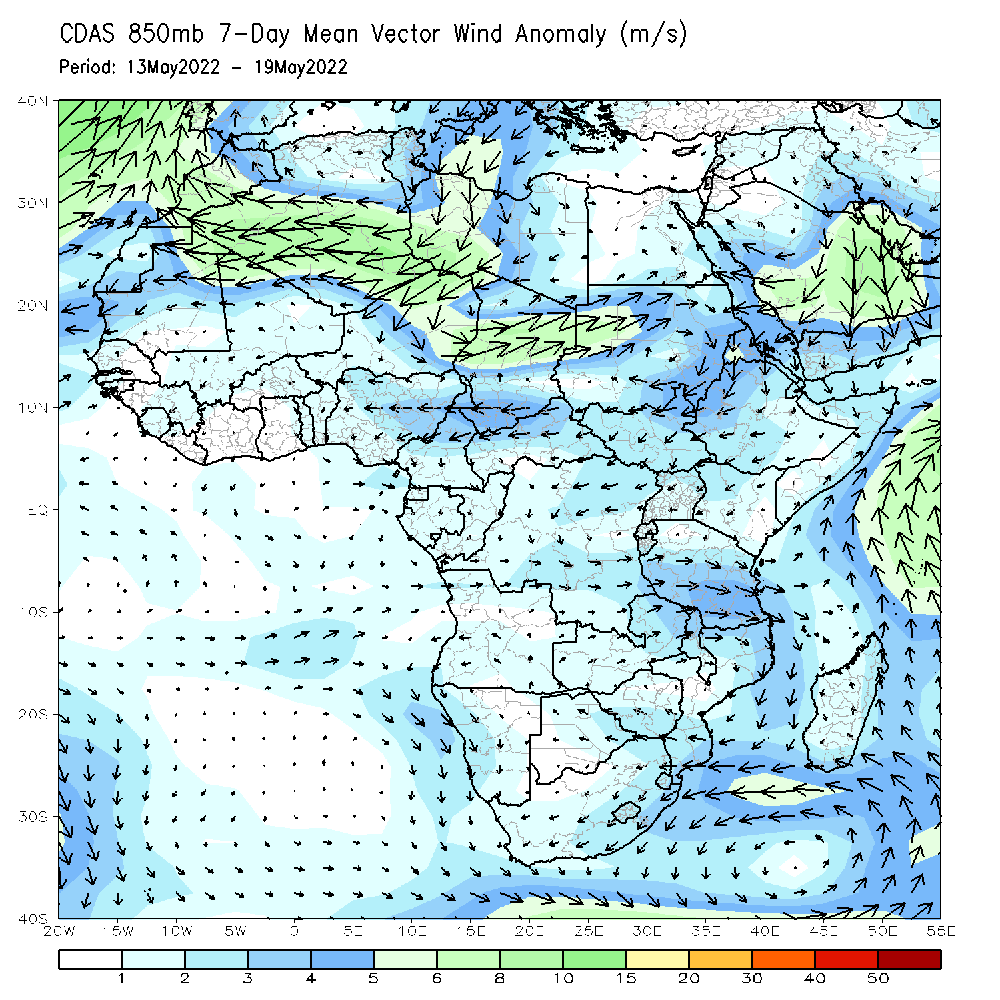 CDAS 850mb 7-Day Mean Vector Wind Anomaly (m/s)
Period: 13May2022 - 19May2022
40N
30N
20N
10N
EQ
10S
20S
30S
40S
20W 15W 10W 5W 0 5E 10E 15E 20E 25E 30E 35E 40E 45E 50E 55E
1 2 3 4 5 6 8 10 15 20 30 40 50